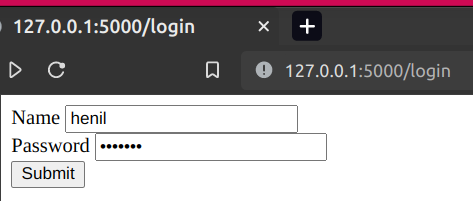 127.0.0.1:5000/login
127.0.0.1:5000/login
Name henil
Password •••••••
Submit